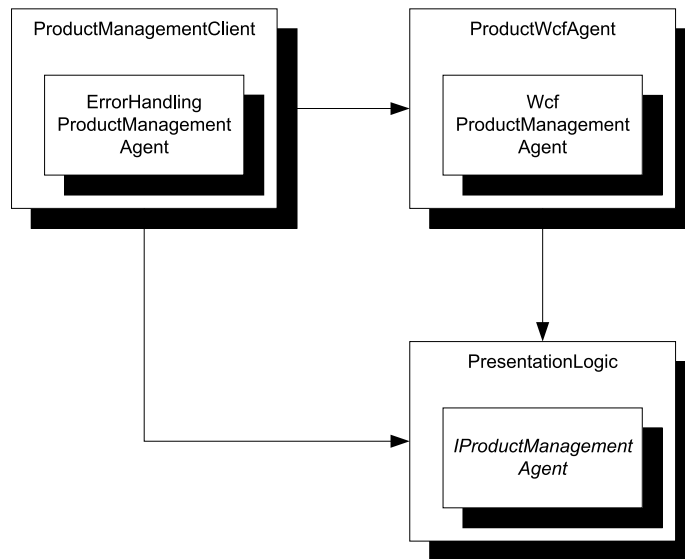 ProductManagementClient
ErrorHandling
ProductManagement
Agent
ProductWcfAgent
Wcf
ProductManagement
Agent
PresentationLogic
IProductManagement
Agent